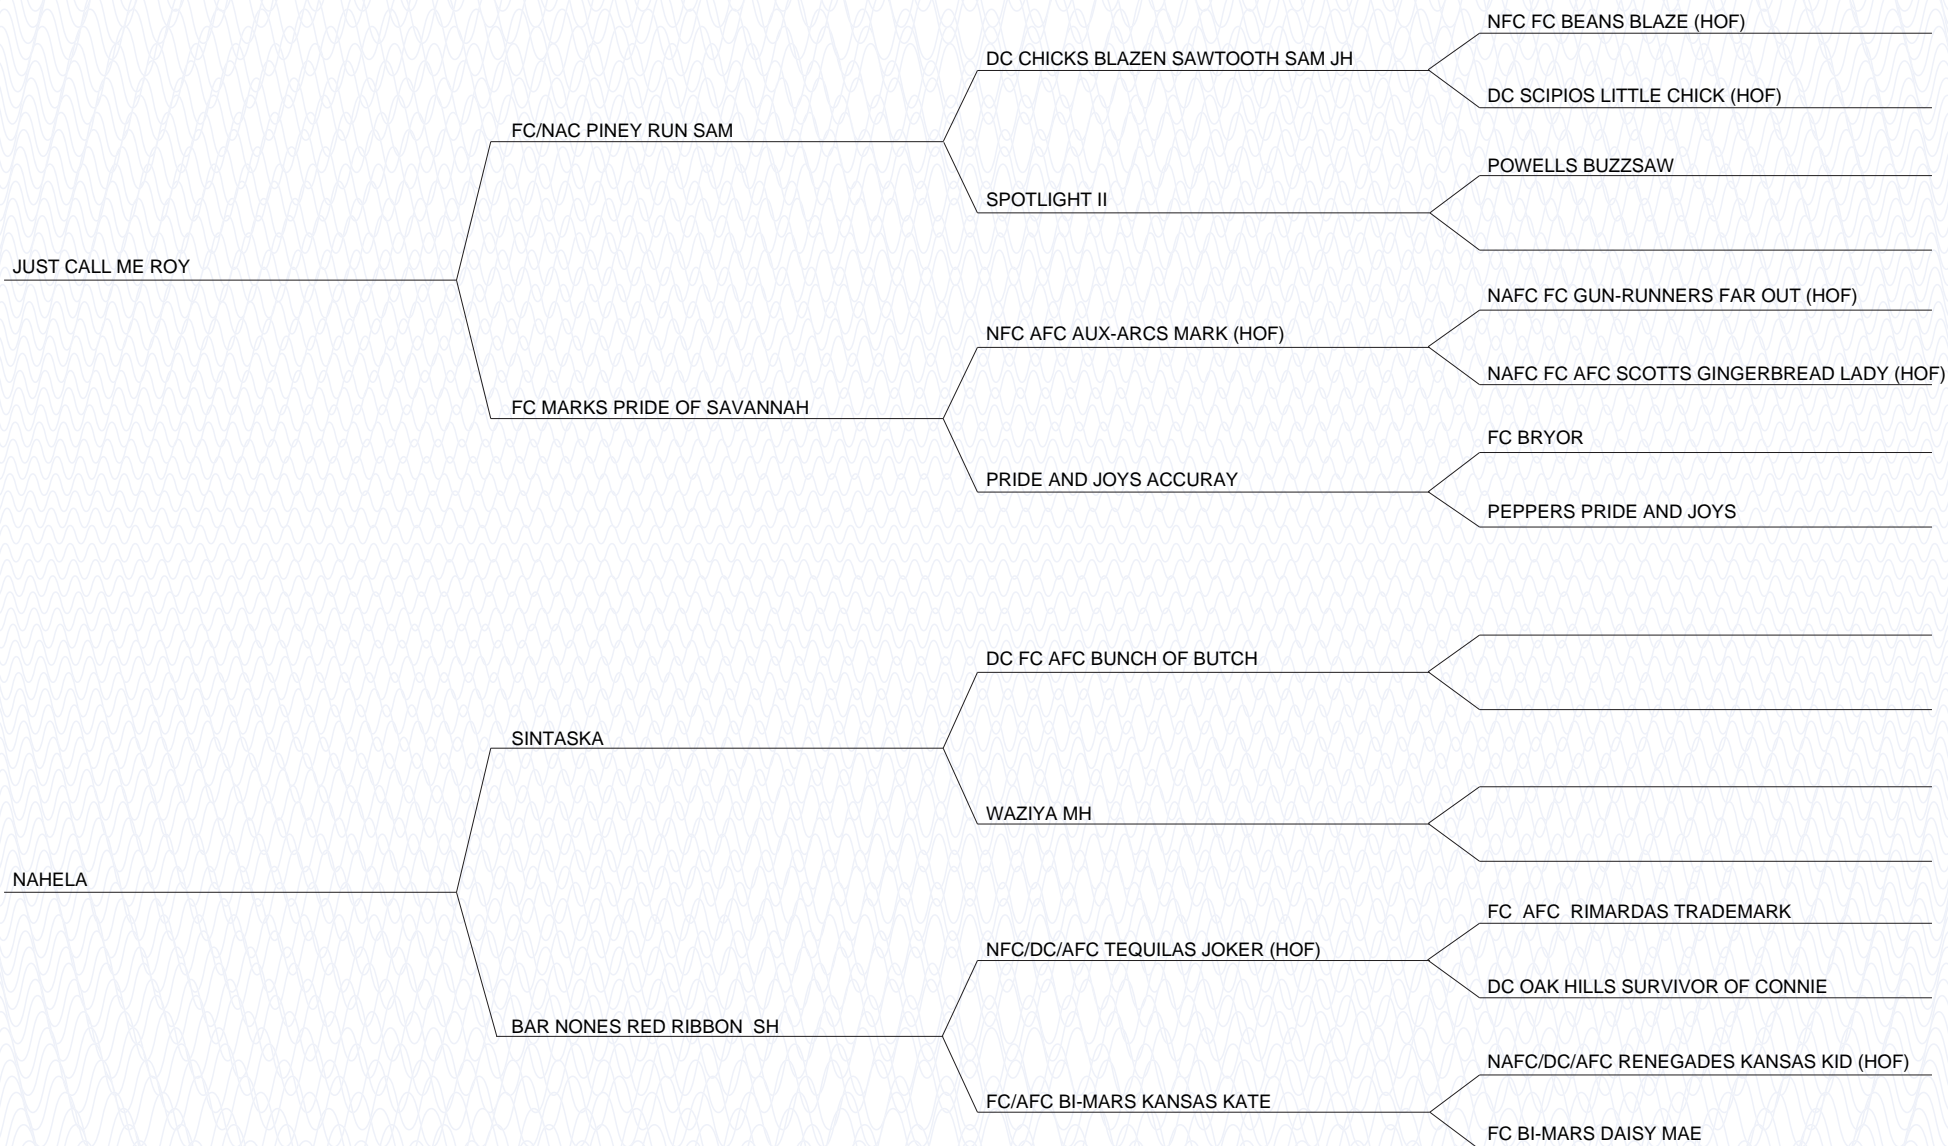 NFC FC BEANS BLAZE (HOF)
DC CHICKS BLAZEN SAWTOOTH SAM JH
DC SCIPIOS LITTLE CHICK (HOF)
FC/NAC PINEY RUN SAM
POWELLS BUZZSAW
SPOTLIGHT II
JUST CALL ME ROY
NAFC FC GUN-RUNNERS FAR OUT (HOF)
NFC AFC AUX-ARCS MARK (HOF)
NAFC FC AFC SCOTTS GINGERBREAD LADY (HOF)
FC MARKS PRIDE OF SAVANNAH
FC BRYOR
PRIDE AND JOYS ACCURAY
PEPPERS PRIDE AND JOYS
DC FC AFC BUNCH OF BUTCH
SINTASKA
WAZIYA MH
NAHELA
FC  AFC  RIMARDAS TRADEMARK
NFC/DC/AFC TEQUILAS JOKER (HOF)
DC OAK HILLS SURVIVOR OF CONNIE
BAR NONES RED RIBBON  SH
NAFC/DC/AFC RENEGADES KANSAS KID (HOF)
FC/AFC BI-MARS KANSAS KATE
FC BI-MARS DAISY MAE